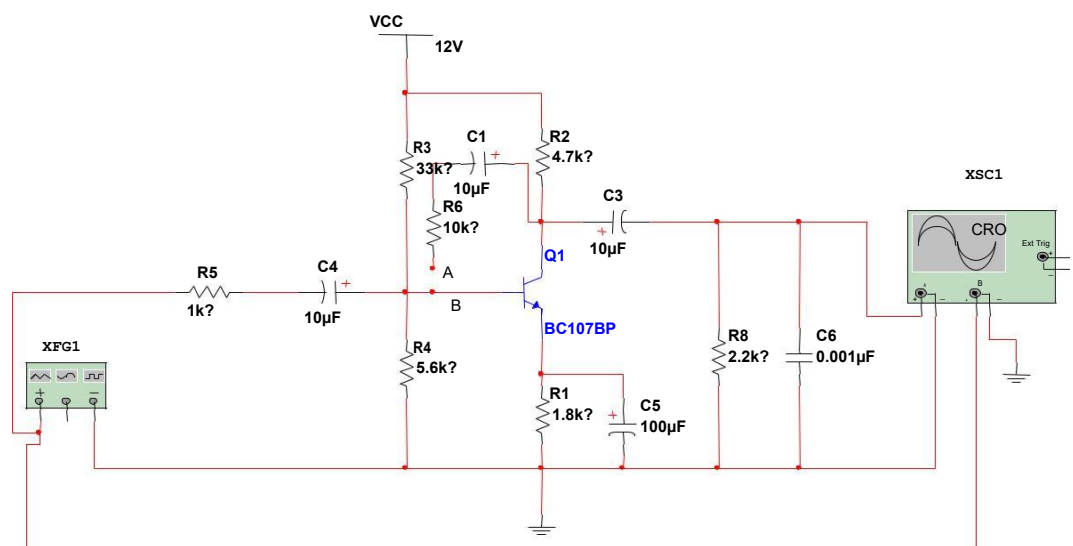 VCC
12V
R3
33k?
C1
+
10µF
R2
4.7k?
R6
10k?
C3
+
10µF
XSC1
CRO
Ext Trig
+
−
B
+
−
−
A
B
Q1
BC107BP
R5
1k?
C4
+
10µF
R4
5.6k?
R8
2.2k?
C6
0.001µF
XFG1
+
−
R1
1.8k?
+
C5
100µF